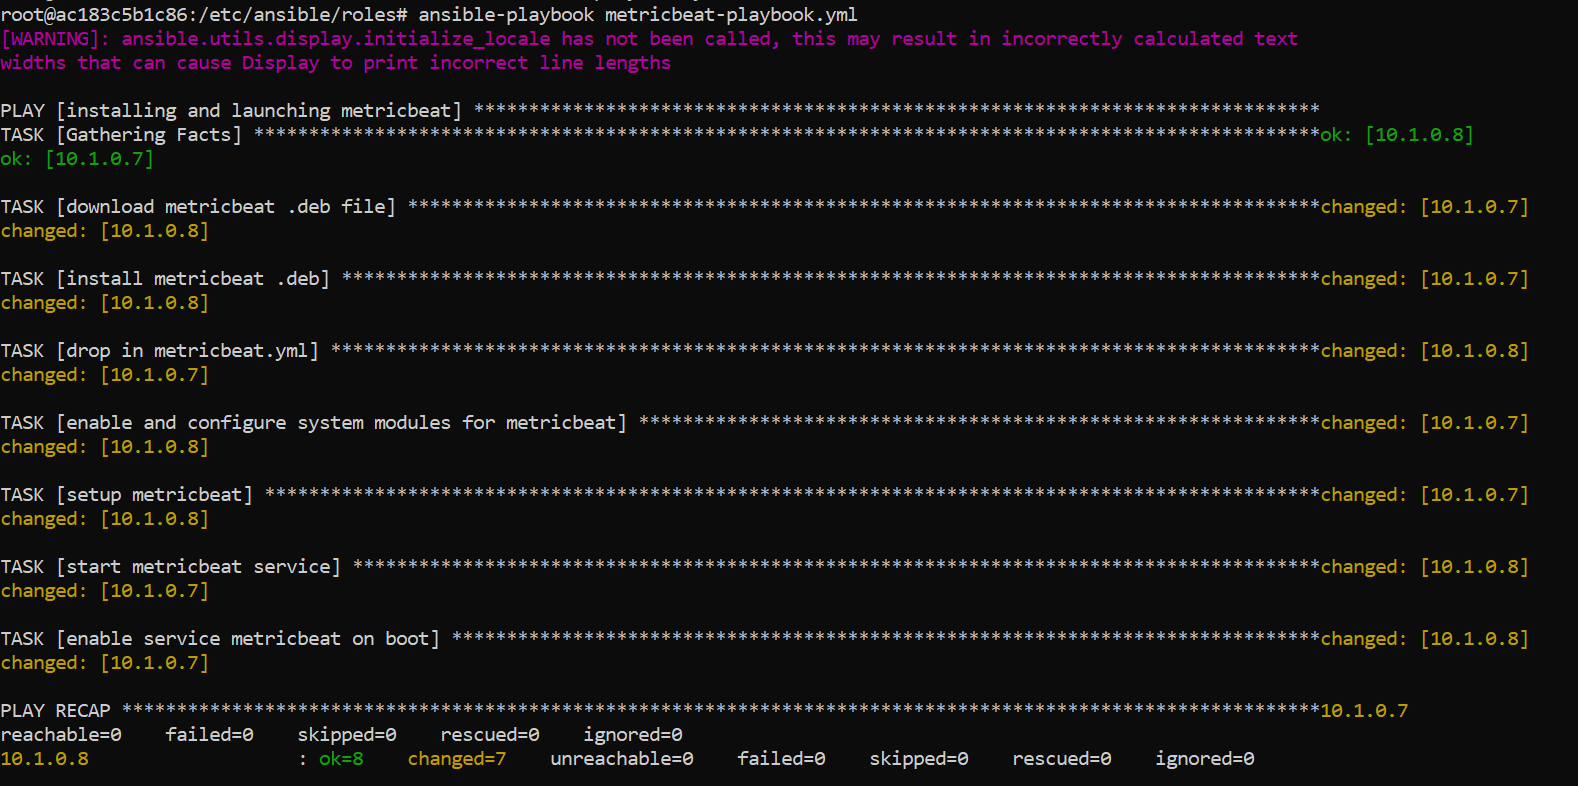 root@ac183c5b1c86:/etc/ansible/roles# ansible-playbook metricbeat-playbook.yml
[WARNING]: ansible.utils.display.initialize_locale has not been called, this may result in incorrectly calculated text
widths that can cause Display to print incorrect line lengths
PLAY [installing and launching metricbeat] *****************************************************************************
TASK [Gathering Facts] *************************************************************************************************ok: [10.1.0.8]
ok: [10.1.0.7]
TASK [download metricbeat .deb file] ***********************************************************************************changed: [10.1.0.7]
changed: [10.1.0.8]
TASK [install metricbeat .deb] *****************************************************************************************changed: [10.1.0.7]
changed: [10.1.0.8]
TASK [drop in metricbeat.yml] ******************************************************************************************changed: [10.1.0.8]
changed: [10.1.0.7]
TASK [enable and configure system modules for metricbeat] **************************************************************changed: [10.1.0.7]
changed: [10.1.0.8]
TASK [setup metricbeat] ************************************************************************************************changed: [10.1.0.7]
changed: [10.1.0.8]
TASK [start metricbeat service] ****************************************************************************************changed: [10.1.0.8]
changed: [10.1.0.7]
TASK [enable service metricbeat on boot] *******************************************************************************changed: [10.1.0.8]
changed: [10.1.0.7]
PLAY RECAP *************************************************************************************************************10.1.0.7
reachable=0    failed=0    skipped=0    rescued=0    ignored=0
10.1.0.8                   : ok=8    changed=7    unreachable=0    failed=0    skipped=0    rescued=0    ignored=0